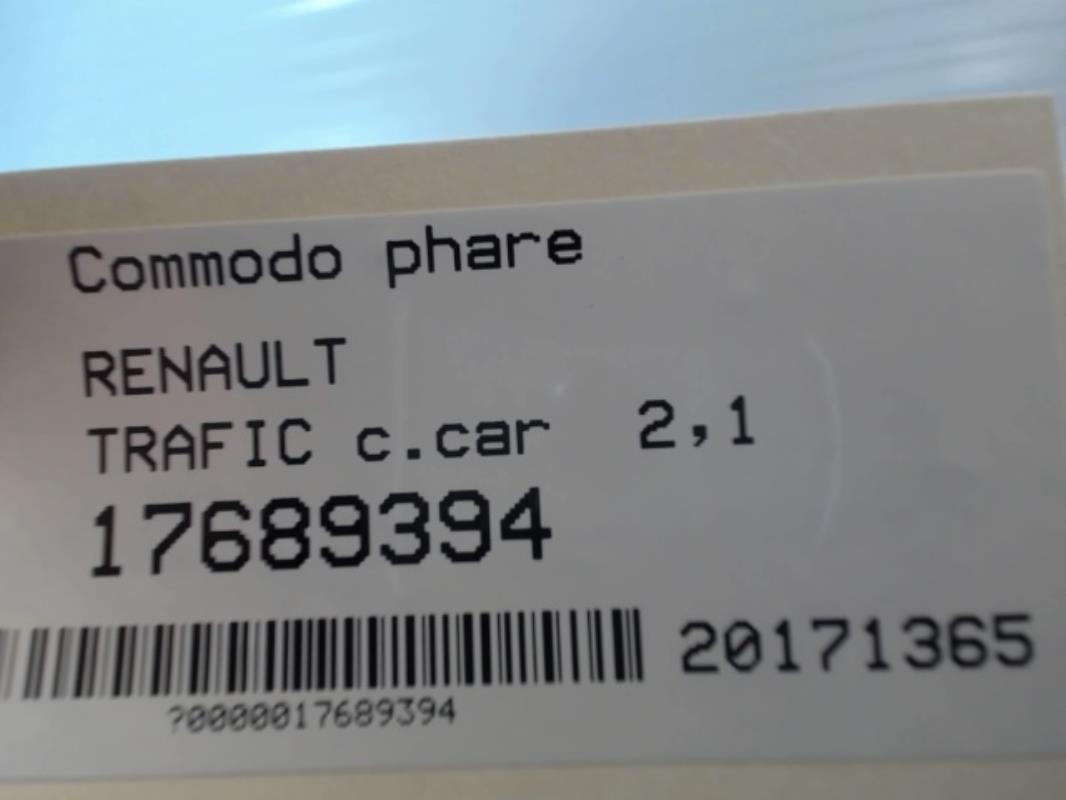 Commodo phare
RENAULT
TRAFIC c.car 2,1
17689394
20171365
?0000017689394